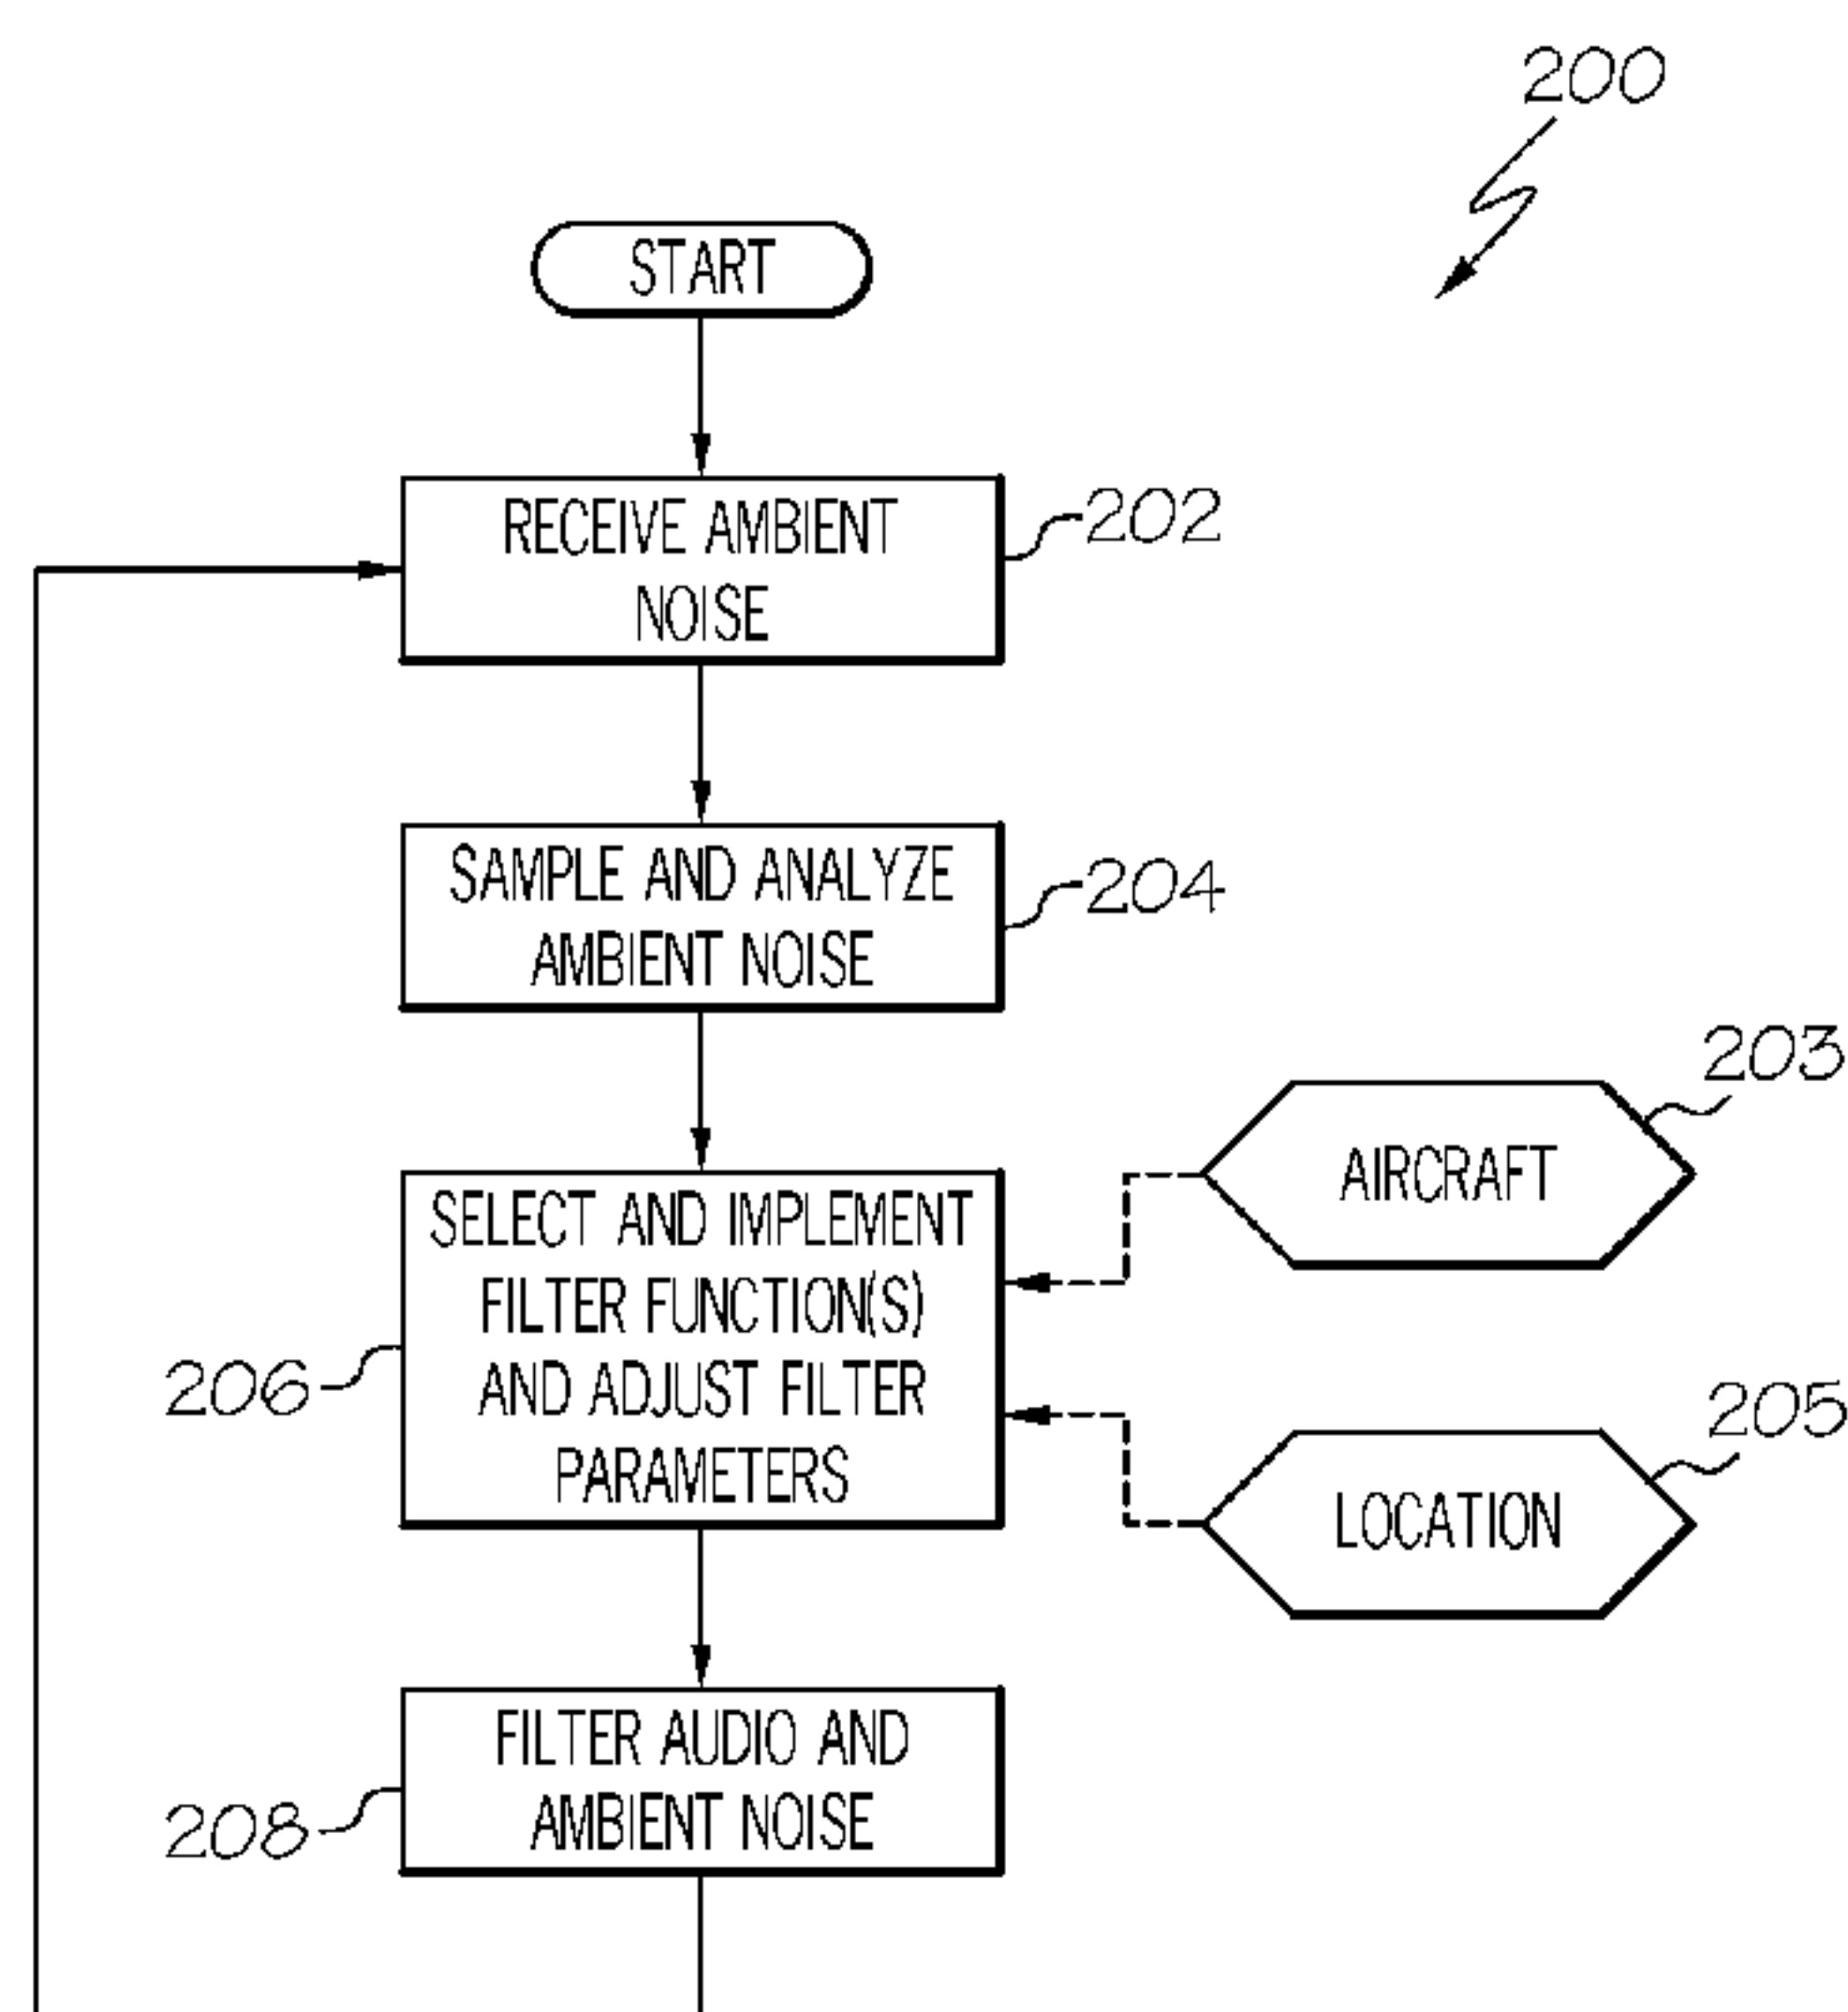 200
START
RECEIVE AMBIENT
NOISE
202
SAMPLE AND ANALYZE
AMBIENT NOISE
204
203
AIRCRAFT
SELECT AND IMPLEMENT
FILTER FUNCTION(S)
AND ADJUST FILTER
PARAMETERS
206
205
LOCATION
FILTER AUDIO AND
AMBIENT NOISE
208